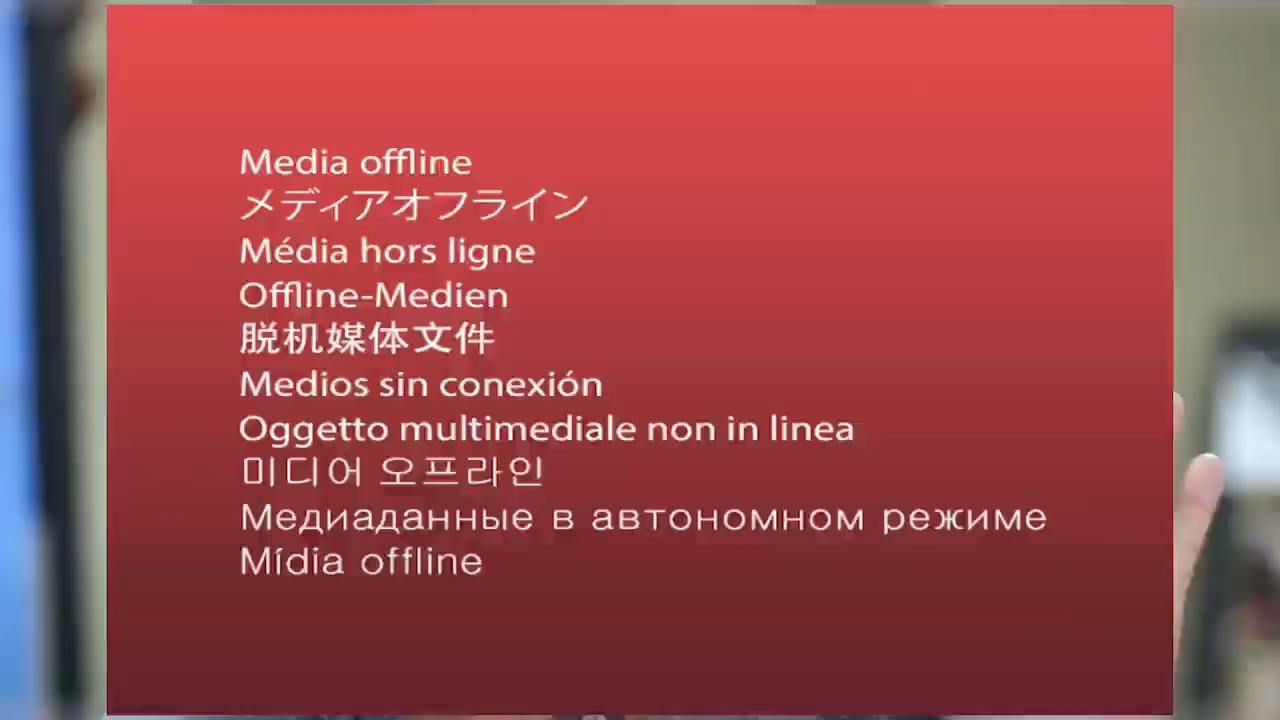 Media offline
メディアオフライン
Média hors ligne
Offline-Medien
脱机媒体文件
Medios sin conexión
Oggetto multimediale non in linea
미디어 오프라인
Медиаданные в автономном режиме
Mídia offline